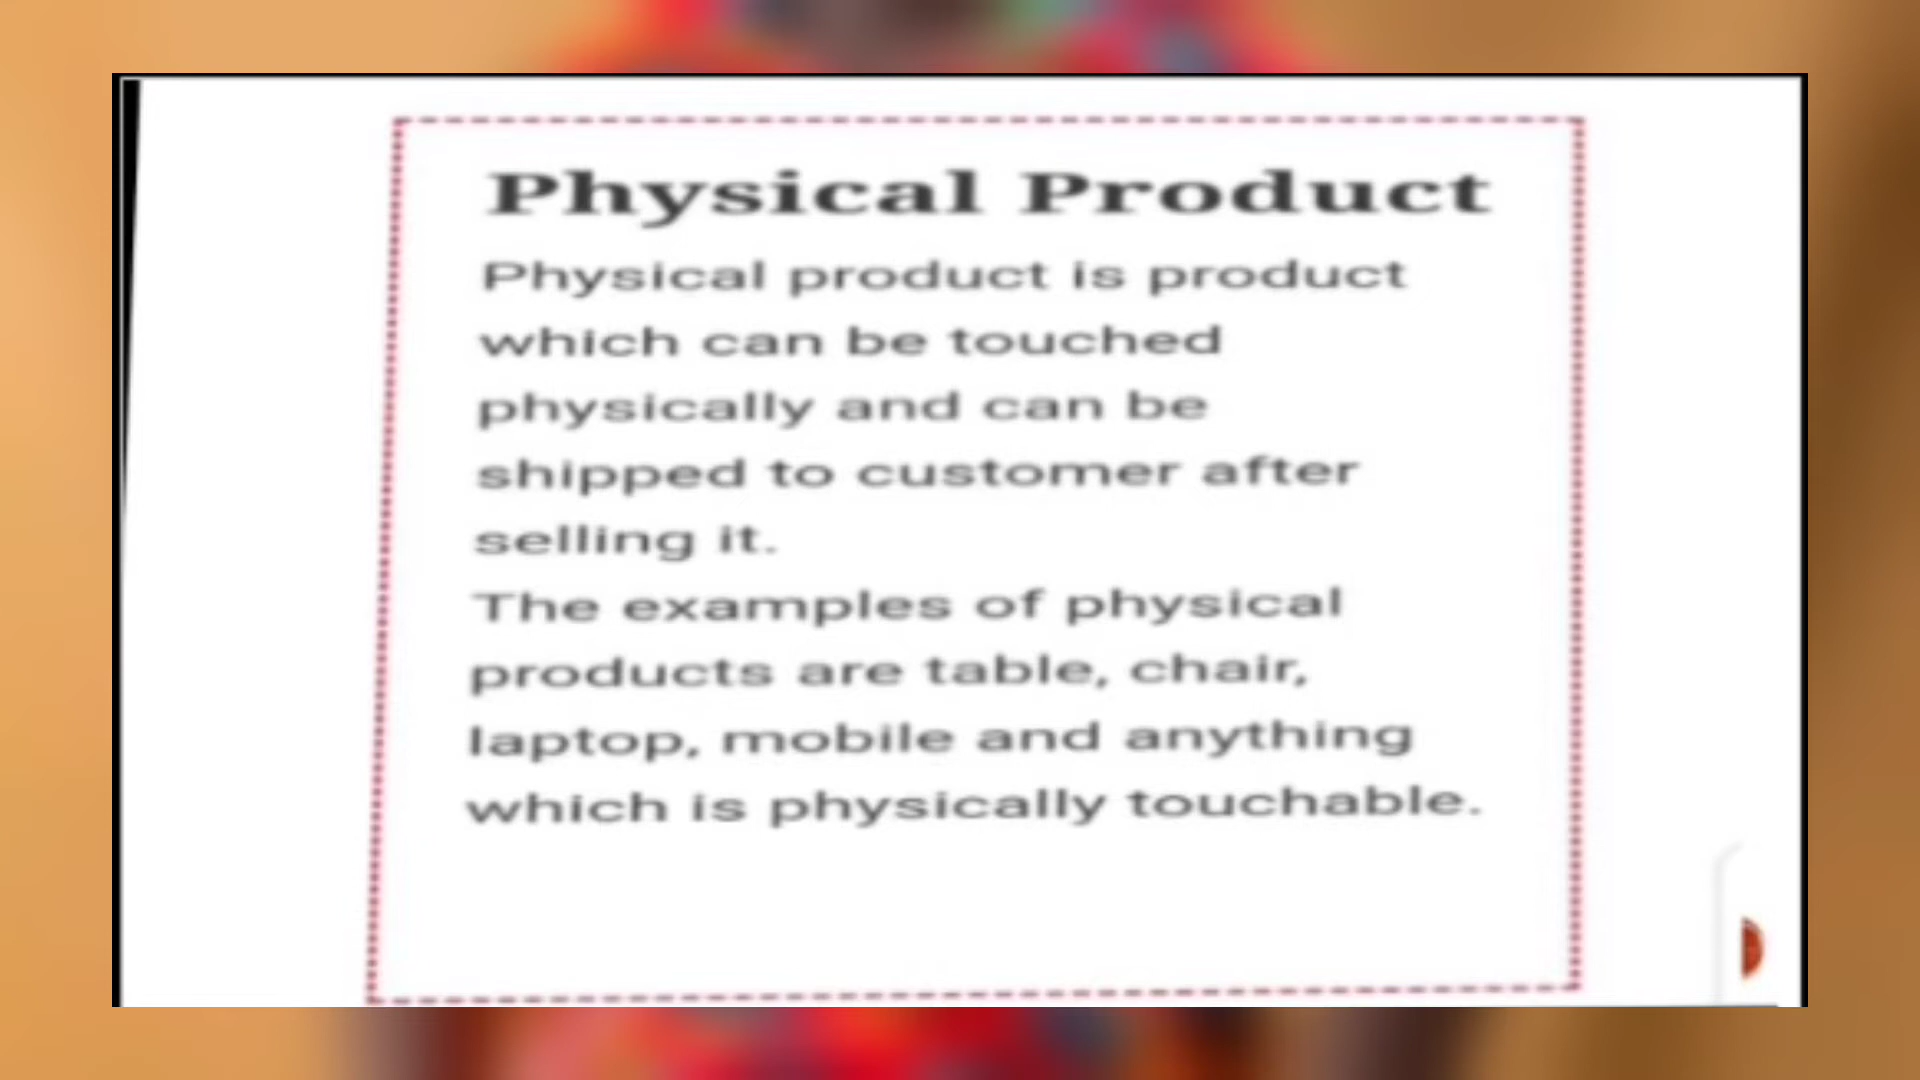 Physical Product
Physical product is product
which can be touched
physically and can be
shipped to customer after
selling it.
The examples of physical
products are table, chair,
laptop, mobile and anything
which is physically touchable.